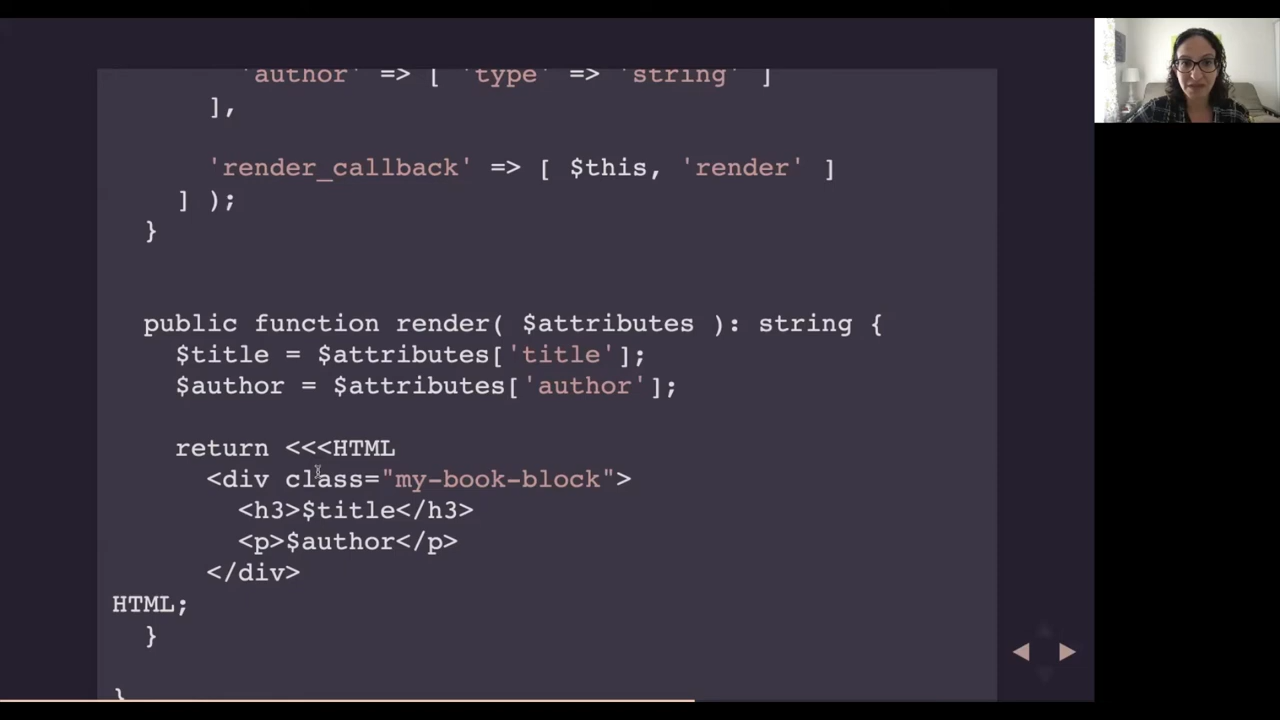 'author' => [ 'type' => 'string' ]
],
'render_callback' => [ $this, 'render' ]
] );
}
public function render( $attributes ): string {
$title = $attributes['title'];
$author = $attributes['author'];
return <<<HTML
<div class="my-book-block">
<h3>$title</h3>
<p>$author</p>
</div>
HTML;
}
}